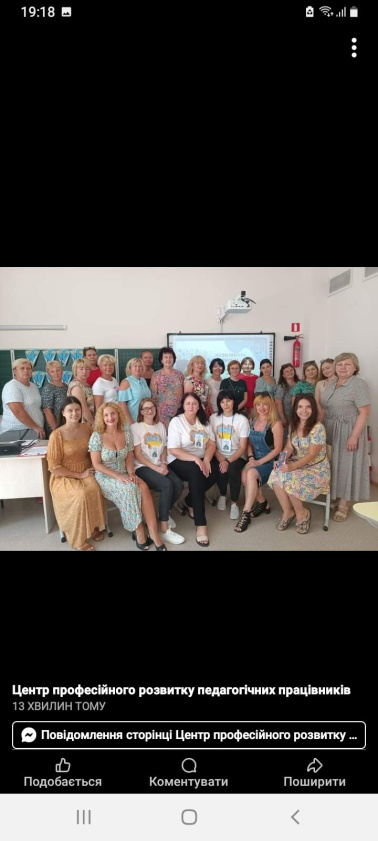 19:18
Центр професійного розвитку педагогічних працівників
13 ХВИЛИН ТОМУ
Повідомлення сторінці Центр професійного розвитку ...
Подобається
Коментувати
Поширити